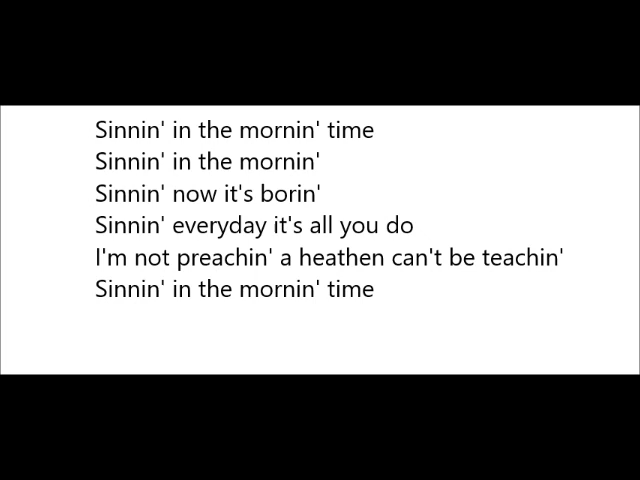 Sinnin' in the mornin' time
Sinnin' in the mornin'
Sinnin' now it's borin'
Sinnin' everyday it's all you do
I'm not preachin' a heathen can't be teachin'
Sinnin' in the mornin' time